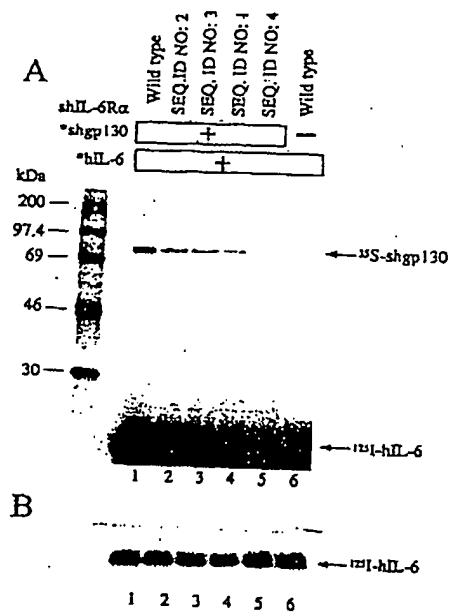 A
Wild type
SEQ. ID NO: 2
SEQ. ID NO: 3
SEQ. ID NO: 1
SEQ. ID NO: 4
Wild type
shIL-6Rα
*shgp130 + −
*hIL-6 +
kDa
200
97.4
69
46
30
³⁵S-shgp130
¹²⁵I-hIL-6
1 2 3 4 5 6
B
¹²⁵I-hIL-6
1 2 3 4 5 6